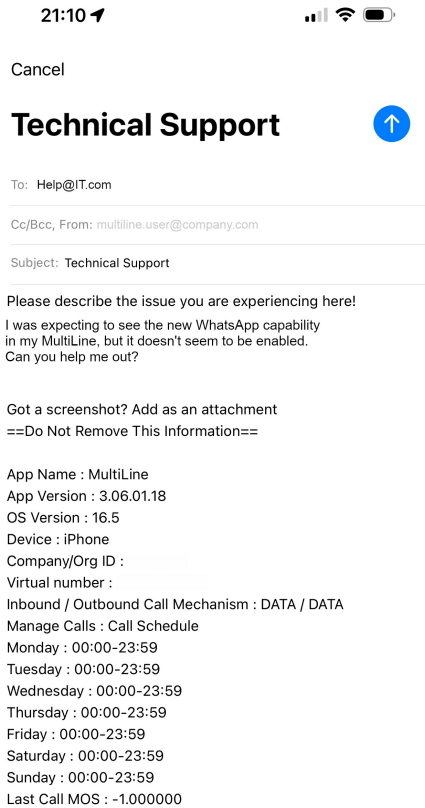 21:10
Cancel
Technical Support
To: Help@IT.com
Cc/Bcc, From: multiline.user@company.com
Subject: Technical Support
Please describe the issue you are experiencing here!
I was expecting to see the new WhatsApp capability
in my MultiLine, but it doesn't seem to be enabled.
Can you help me out?
Got a screenshot? Add as an attachment
==Do Not Remove This Information==
App Name : MultiLine
App Version : 3.06.01.18
OS Version : 16.5
Device : iPhone
Company/Org ID :
Virtual number :
Inbound / Outbound Call Mechanism : DATA / DATA
Manage Calls : Call Schedule
Monday : 00:00-23:59
Tuesday : 00:00-23:59
Wednesday : 00:00-23:59
Thursday : 00:00-23:59
Friday : 00:00-23:59
Saturday : 00:00-23:59
Sunday : 00:00-23:59
Last Call MOS : -1.000000